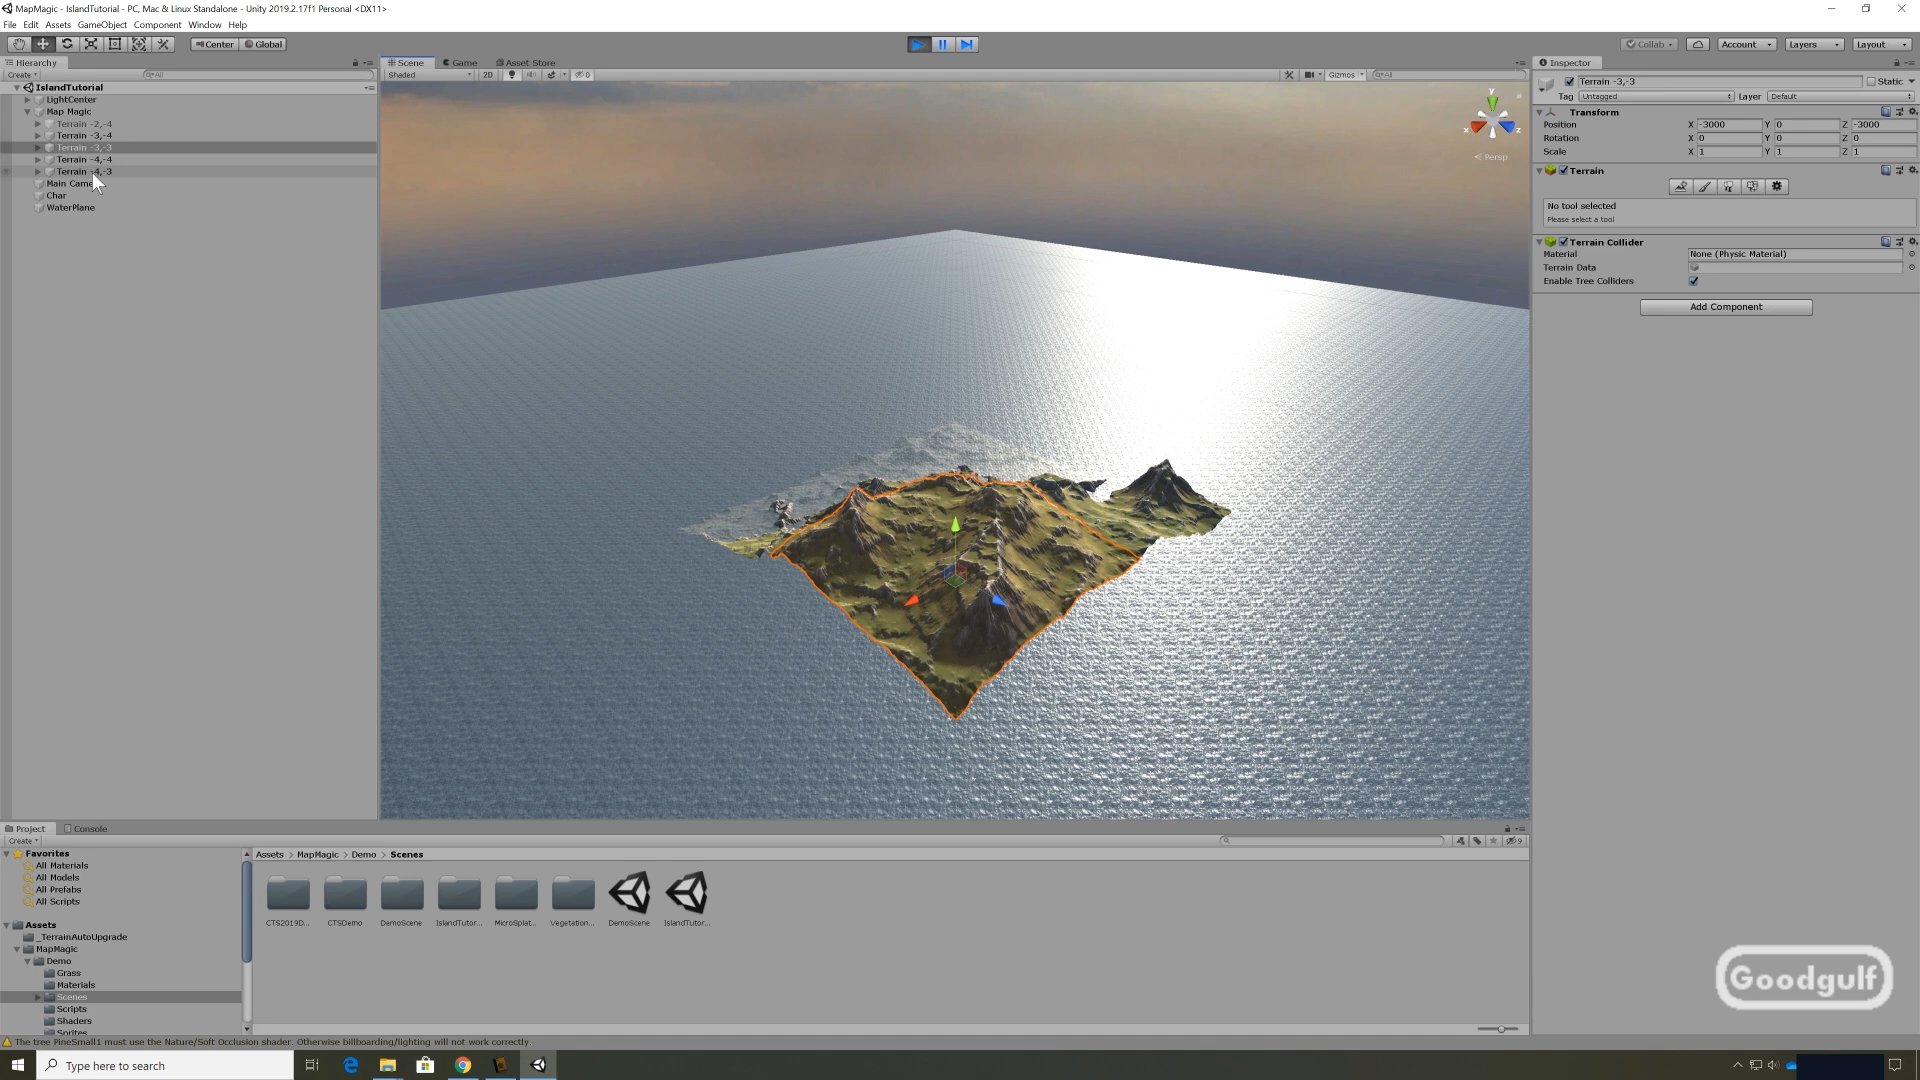 MapMagic - IslandTutorial - PC, Mac & Linux Standalone - Unity 2019.2.17f1 Personal <DX11>
File Edit Assets GameObject Component Window Help
Center Global
Collab Account Layers Layout
Hierarchy
Create All
IslandTutorial
LightCenter
Map Magic
Terrain -2,-4
Terrain -3,-4
Terrain -3,-3
Terrain -4,-4
Terrain -4,-3
Main Came
Char
WaterPlane
Scene Game Asset Store
Shaded 2D 0 Gizmos All
y
x z
Persp
Inspector
Terrain -3,-3 Static
Tag Untagged Layer Default
Transform
Position X -3000 Y 0 Z -3000
Rotation X 0 Y 0 Z 0
Scale X 1 Y 1 Z 1
Terrain
No tool selected
Please select a tool
Terrain Collider
Material None (Physic Material)
Terrain Data
Enable Tree Colliders
Add Component
Project Console
Create 9
Favorites
All Materials
All Models
All Prefabs
All Scripts
Assets
_TerrainAutoUpgrade
MapMagic
Demo
Grass
Materials
Scenes
Scripts
Shaders
Sprites
Assets > MapMagic > Demo > Scenes
CTS2019D... CTSDemo DemoScene IslandTutor... MicroSplat... Vegetation... DemoScene IslandTutor...
Goodgulf
The tree PineSmall1 must use the Nature/Soft Occlusion shader. Otherwise billboarding/lighting will not work correctly.
Type here to search